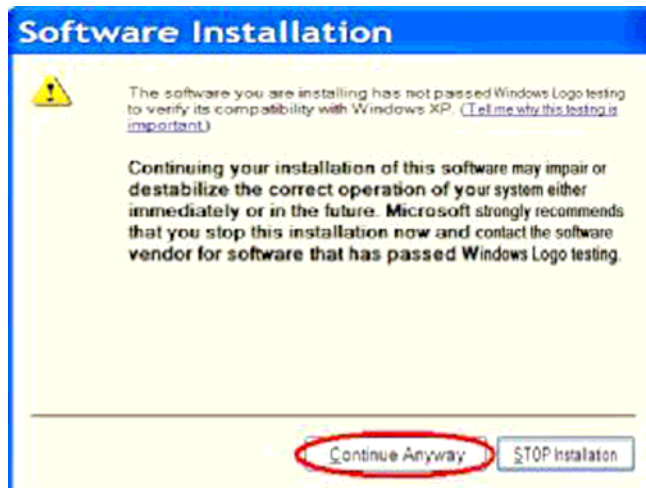 Software Installation
The software you are installing has not passed Windows Logo testing
to verify its compatibility with Windows XP. (Tell me why this testing is
important.)
Continuing your installation of this software may impair or
destabilize the correct operation of your system either
immediately or in the future. Microsoft strongly recommends
that you stop this installation now and contact the software
vendor for software that has passed Windows Logo testing.
Continue Anyway STOP Installation